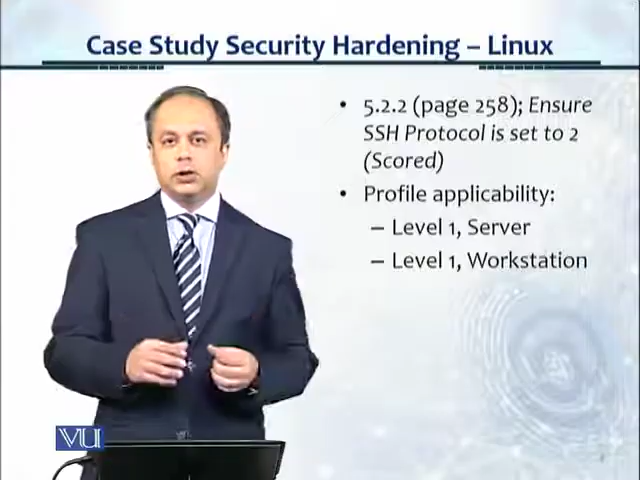 Case Study Security Hardening – Linux
• 5.2.2 (page 258); Ensure
SSH Protocol is set to 2
(Scored)
• Profile applicability:
– Level 1, Server
– Level 1, Workstation
VU